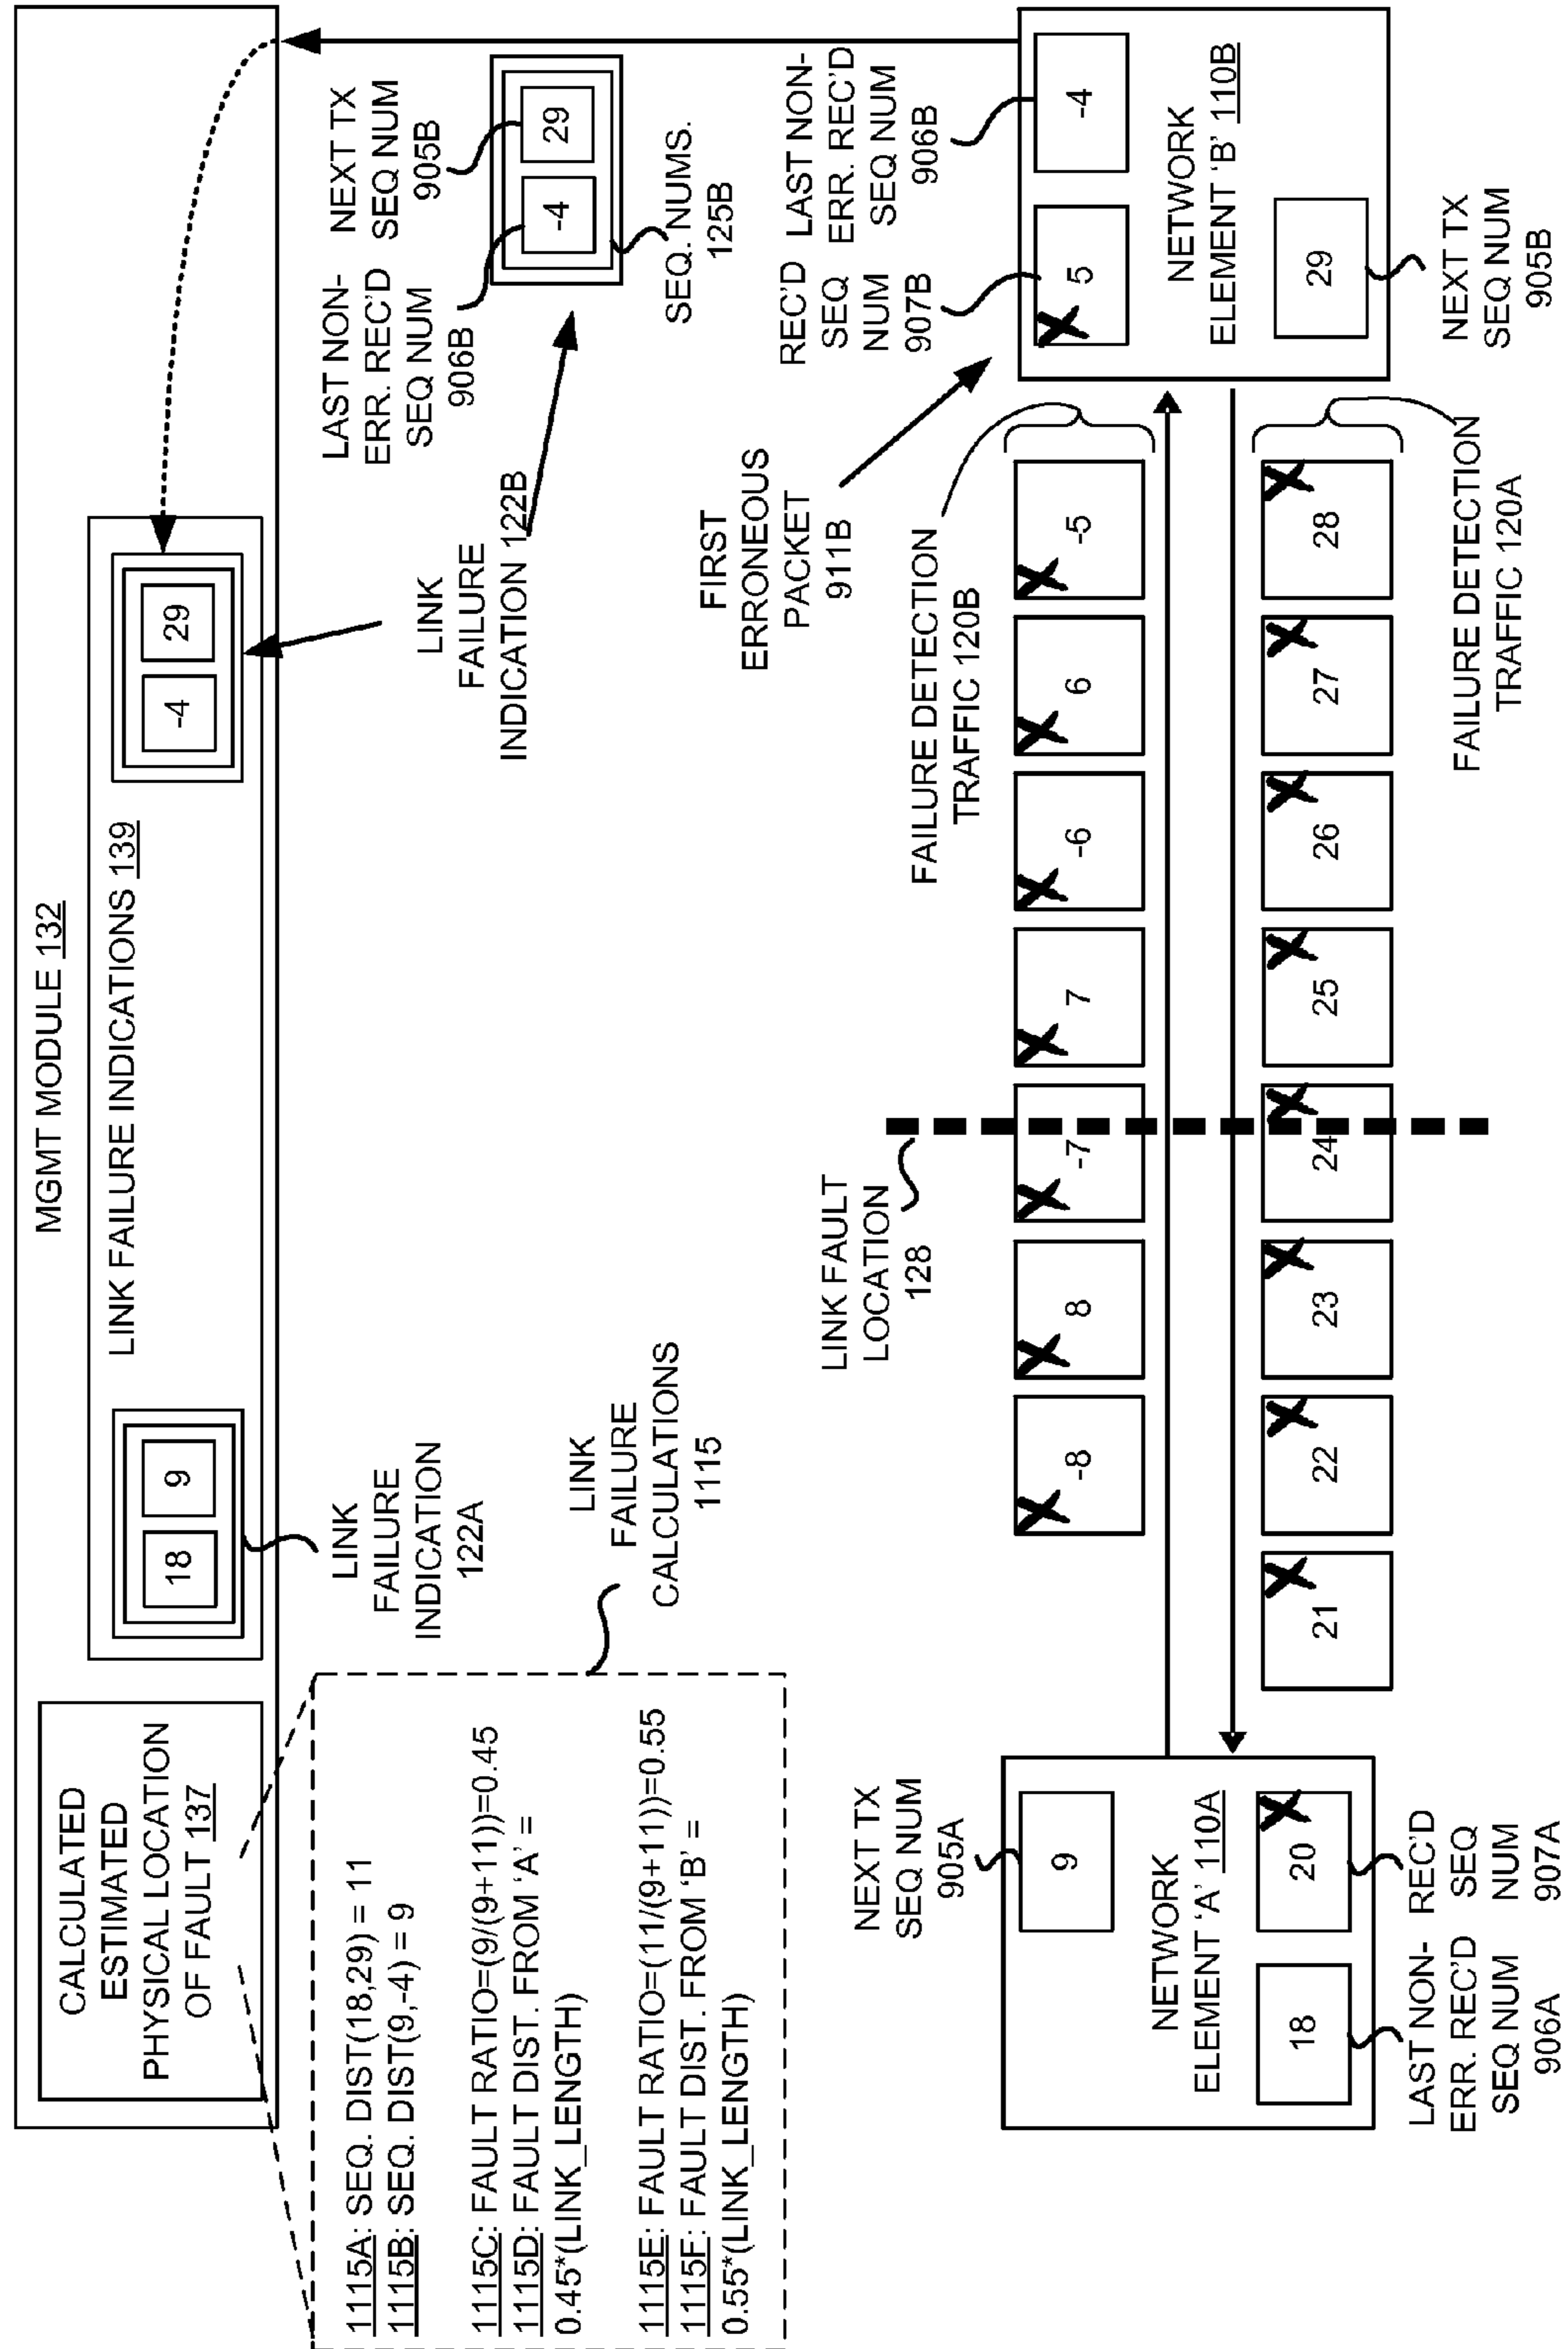 MGMT MODULE 132
CALCULATED
ESTIMATED
PHYSICAL LOCATION
OF FAULT 137
LINK FAILURE INDICATIONS 139
18
9
-4
29
LINK
FAILURE
INDICATION
122A
LINK
FAILURE
INDICATION 122B
LAST NON-
ERR. REC'D
SEQ NUM
906B
NEXT TX
SEQ NUM
905B
-4
29
SEQ. NUMS.
125B
1115A: SEQ. DIST(18,29) = 11
1115B: SEQ. DIST(9,-4) = 9
1115C: FAULT RATIO=(9/(9+11))=0.45
1115D: FAULT DIST. FROM 'A' =
0.45*(LINK_LENGTH)
1115E: FAULT RATIO=(11/(9+11))=0.55
1115F: FAULT DIST. FROM 'B' =
0.55*(LINK_LENGTH)
LINK
FAILURE
CALCULATIONS
1115
FIRST
ERRONEOUS
PACKET
911B
REC'D
SEQ
NUM
907B
LAST NON-
ERR. REC'D
SEQ NUM
906B
LINK FAULT
LOCATION
128
FAILURE DETECTION
TRAFFIC 120B
NEXT TX
SEQ NUM
905A
9
NETWORK
ELEMENT 'A' 110A
18
20
LAST NON-
ERR. REC'D
SEQ NUM
906A
REC'D
SEQ
NUM
907A
-8
8
-7
7
-6
6
-5
21
22
23
24
25
26
27
28
5
-4
NETWORK
ELEMENT 'B' 110B
29
FAILURE DETECTION
TRAFFIC 120A
NEXT TX
SEQ NUM
905B